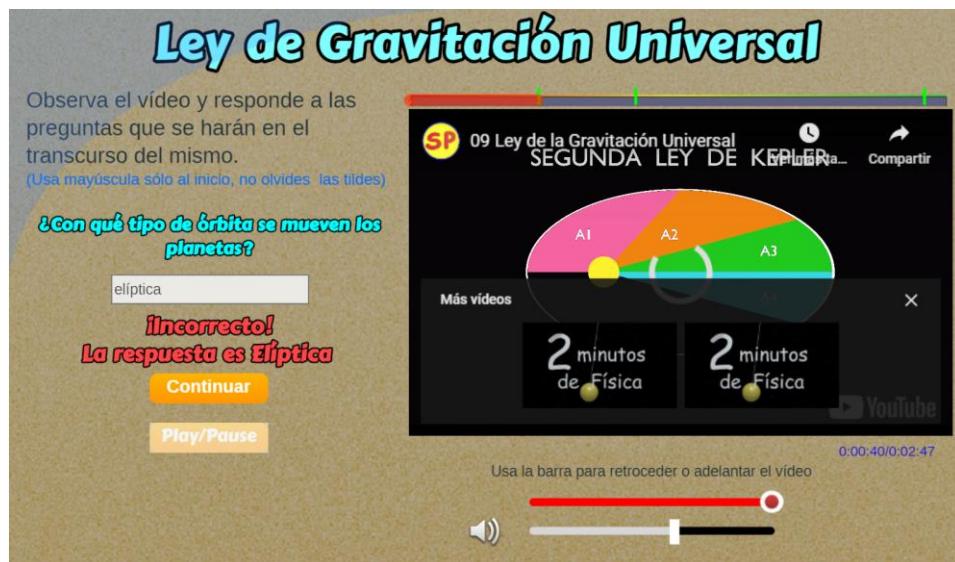 Ley de Gravitación Universal
Observa el vídeo y responde a las
preguntas que se harán en el
transcurso del mismo.
(Usa mayúscula sólo al inicio, no olvides las tildes)
¿Con qué tipo de órbita se mueven los
planetas?
elíptica
¡Incorrecto!
La respuesta es Elíptica
Continuar
Play/Pause
SP
09 Ley de la Gravitación Universal
SEGUNDA LEY DE KEPLER
Compartir
A1
A2
A3
Más vídeos
2 minutos
de Física
2 minutos
de Física
YouTube
0:00:40/0:02:47
Usa la barra para retroceder o adelantar el vídeo